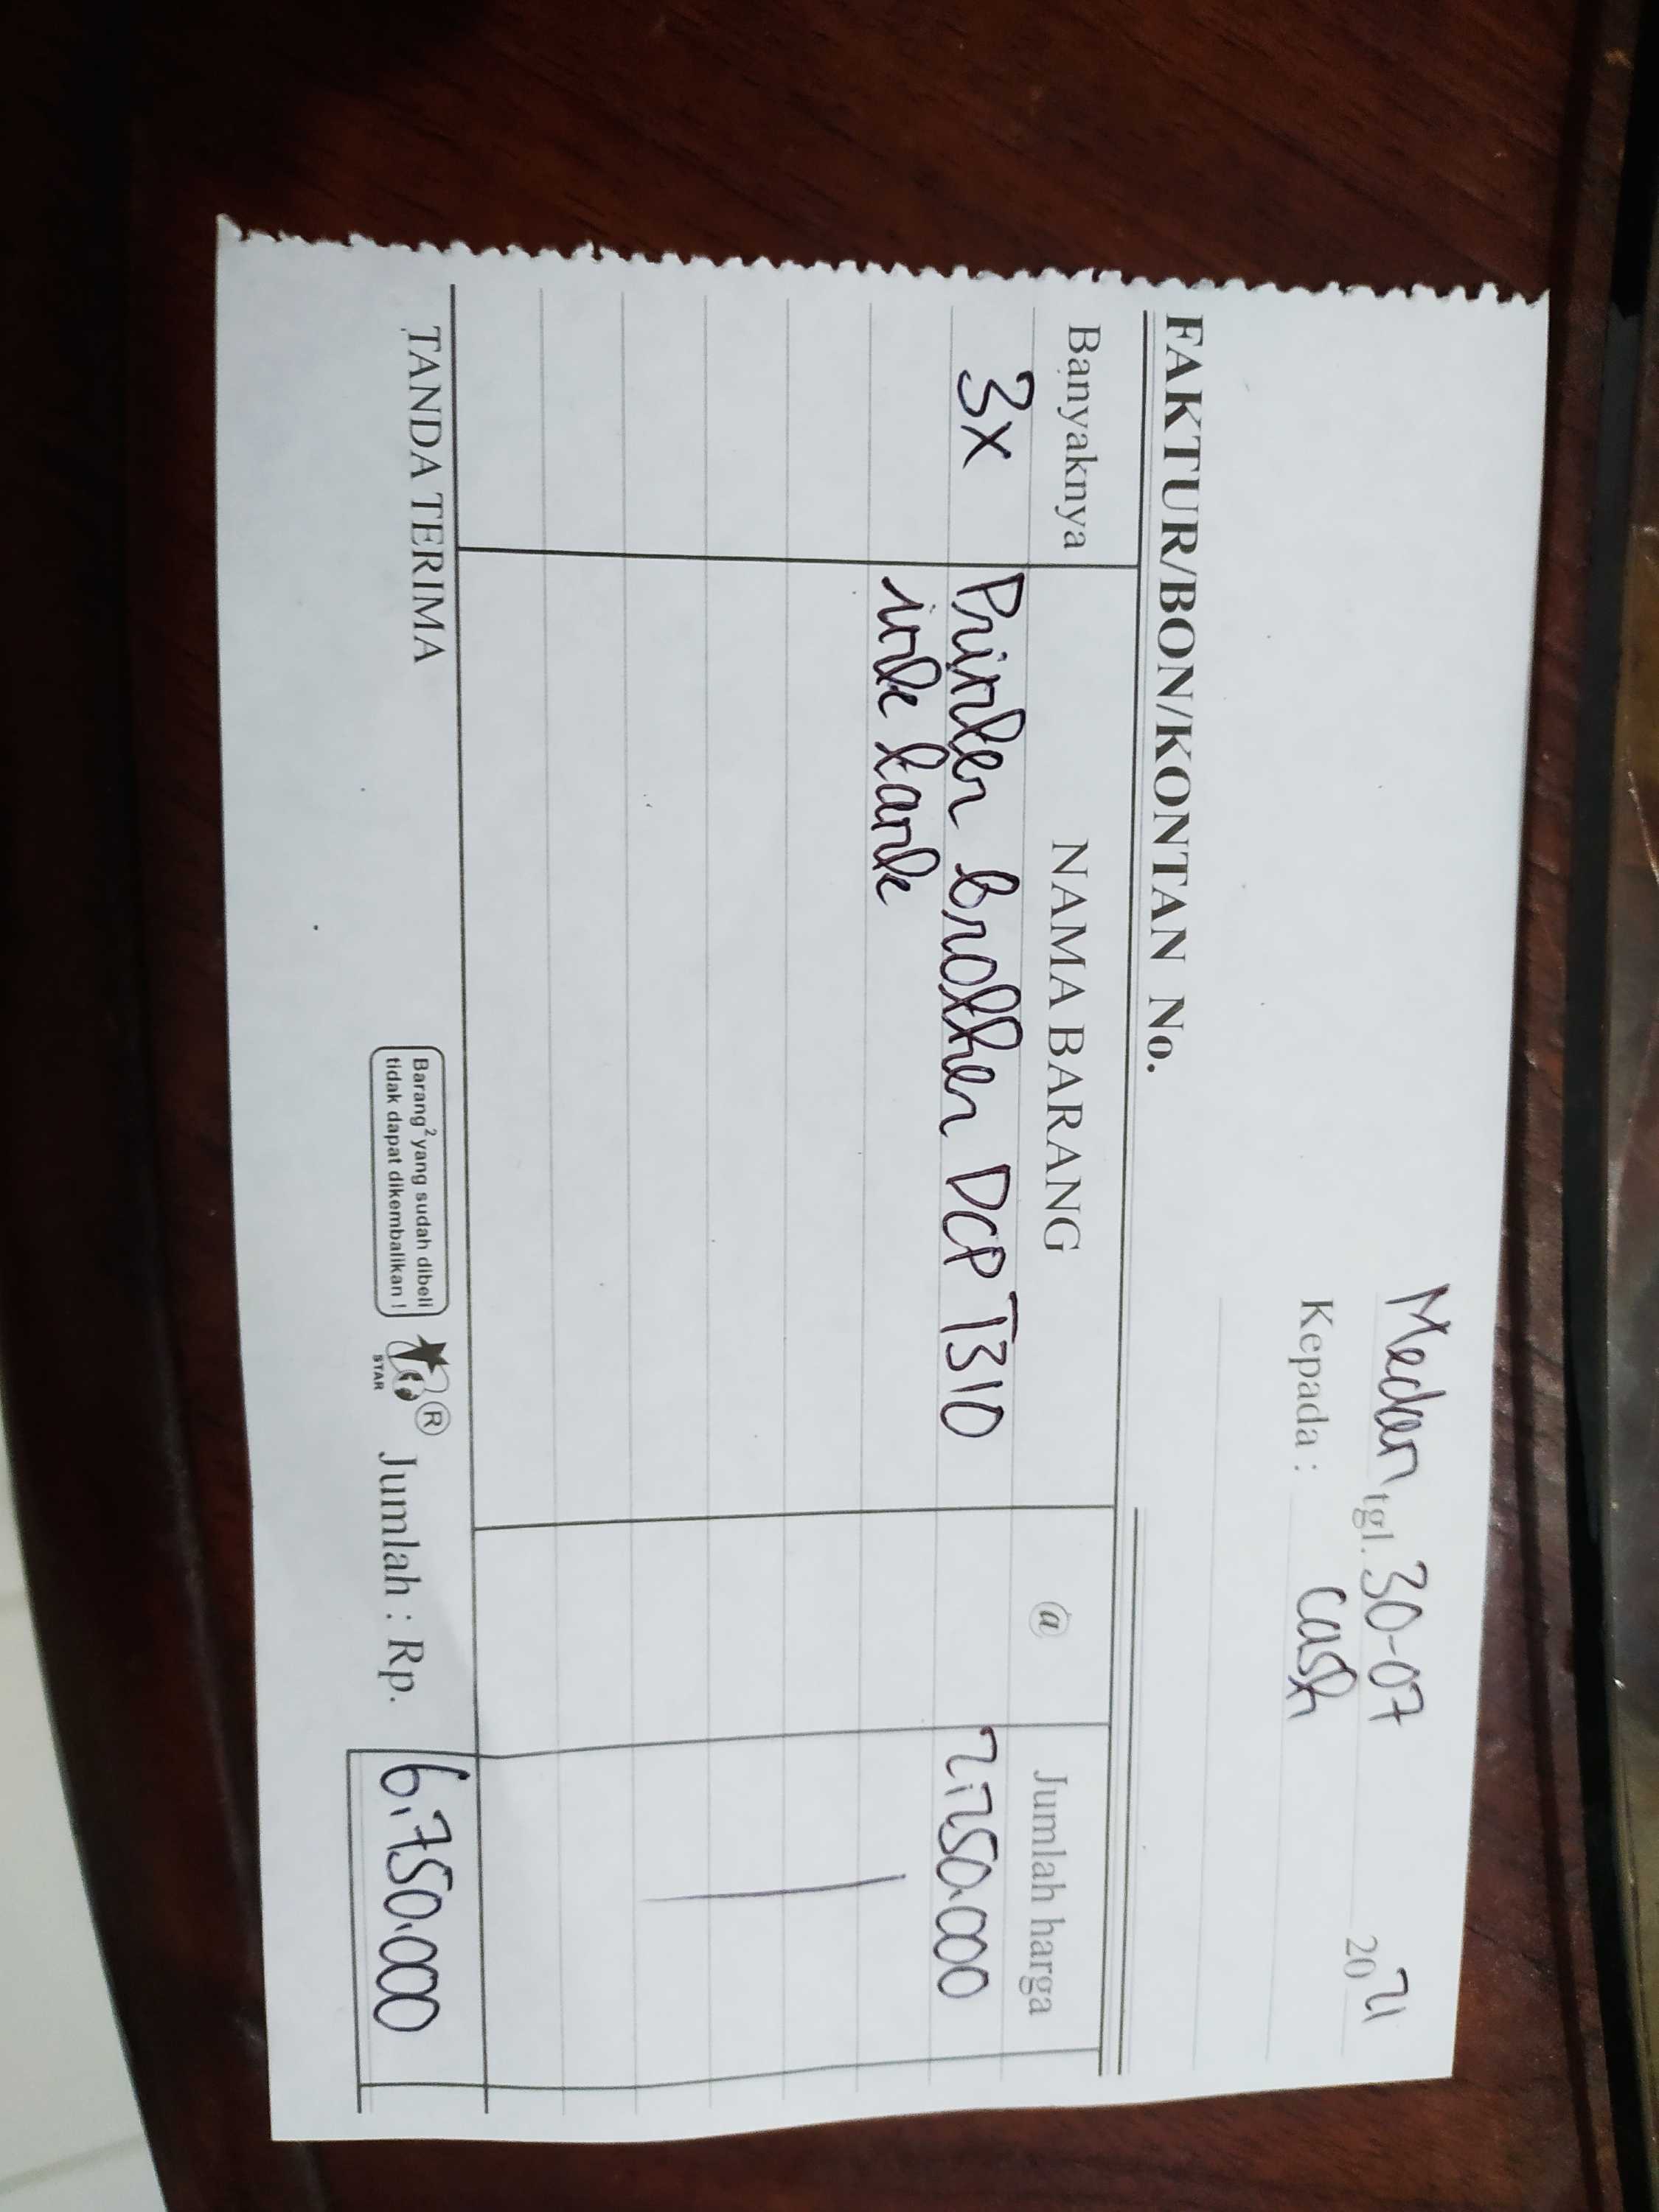 Medan tgl. 30-07 2021
Kepada : Cash
FAKTUR/BON/KONTAN No.
Banyaknya NAMA BARANG @ Jumlah harga
3x Printer brother DCP T310 2.250.000
ink tank
TANDA TERIMA
Barang² yang sudah dibeli
tidak dapat dikembalikan !
STAR
®
Jumlah : Rp. 6.750.000